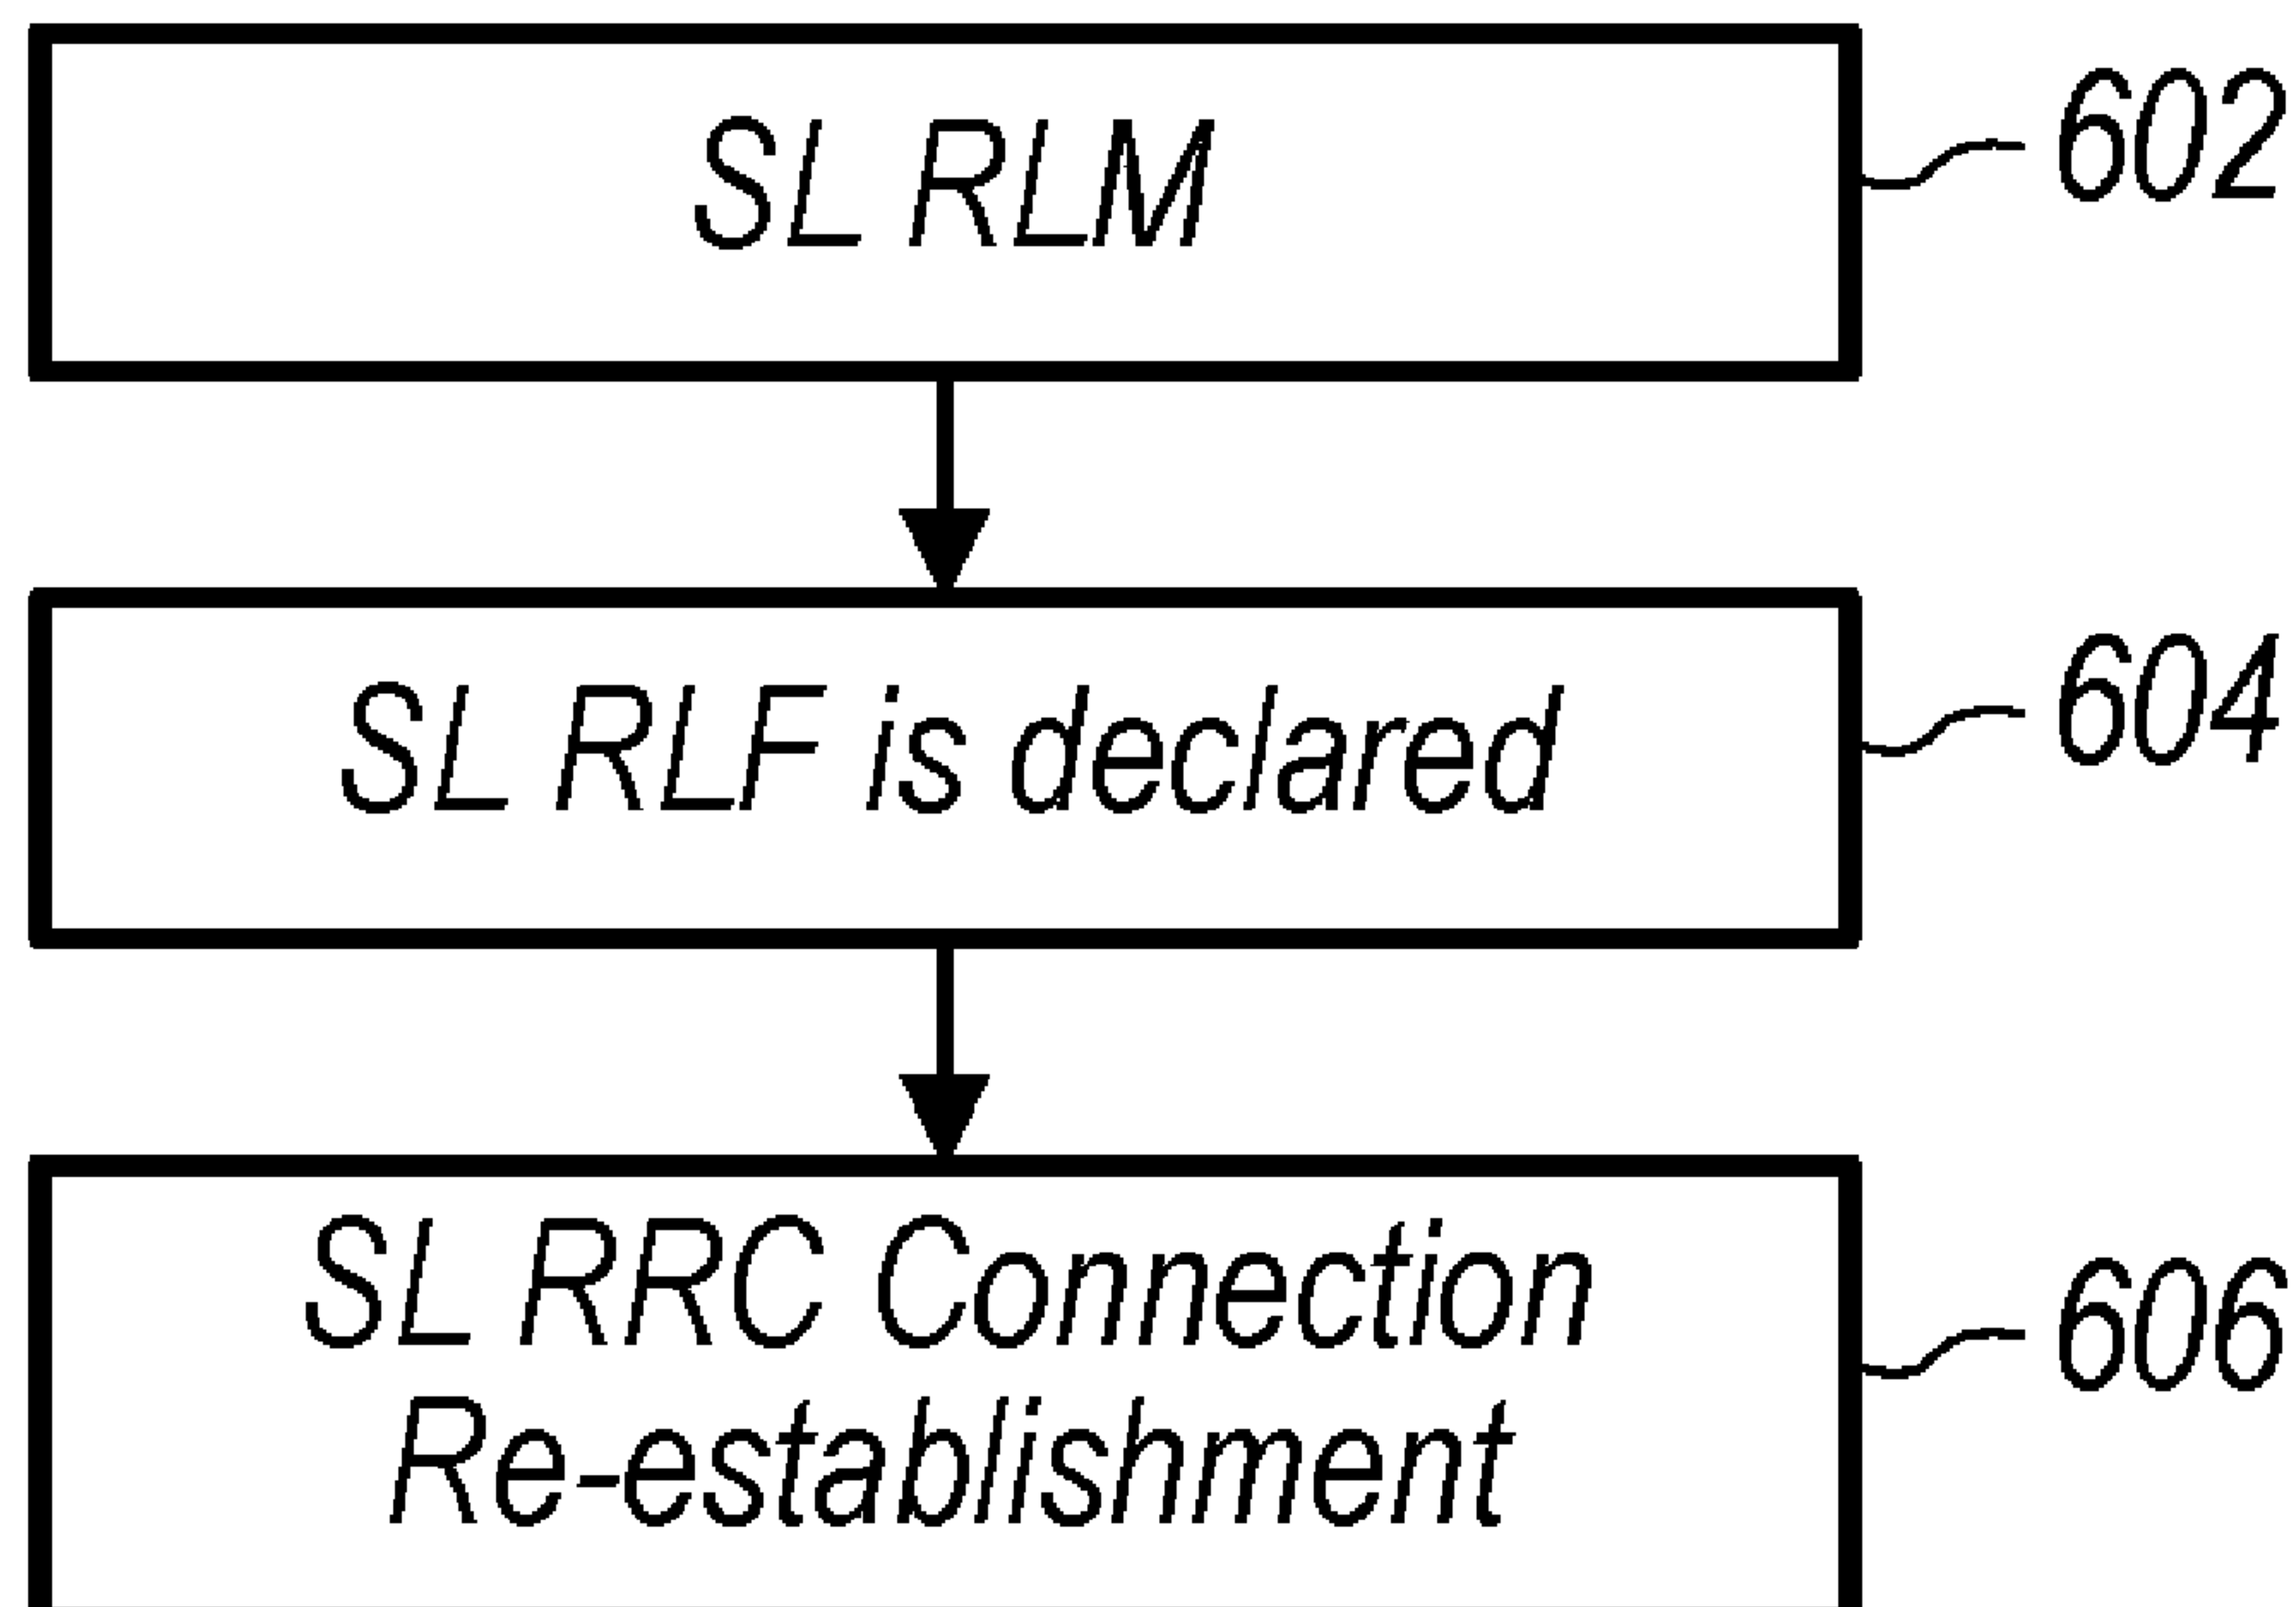 SL RLM
602
SL RLF is declared
604
SL RRC Connection
Re-establishment
606